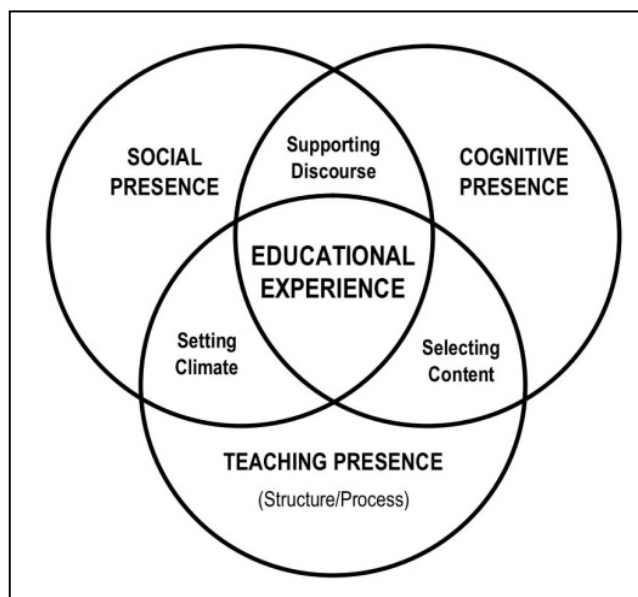 Supporting
Discourse
SOCIAL
PRESENCE
COGNITIVE
PRESENCE
EDUCATIONAL
EXPERIENCE
Setting
Climate
Selecting
Content
TEACHING PRESENCE
(Structure/Process)